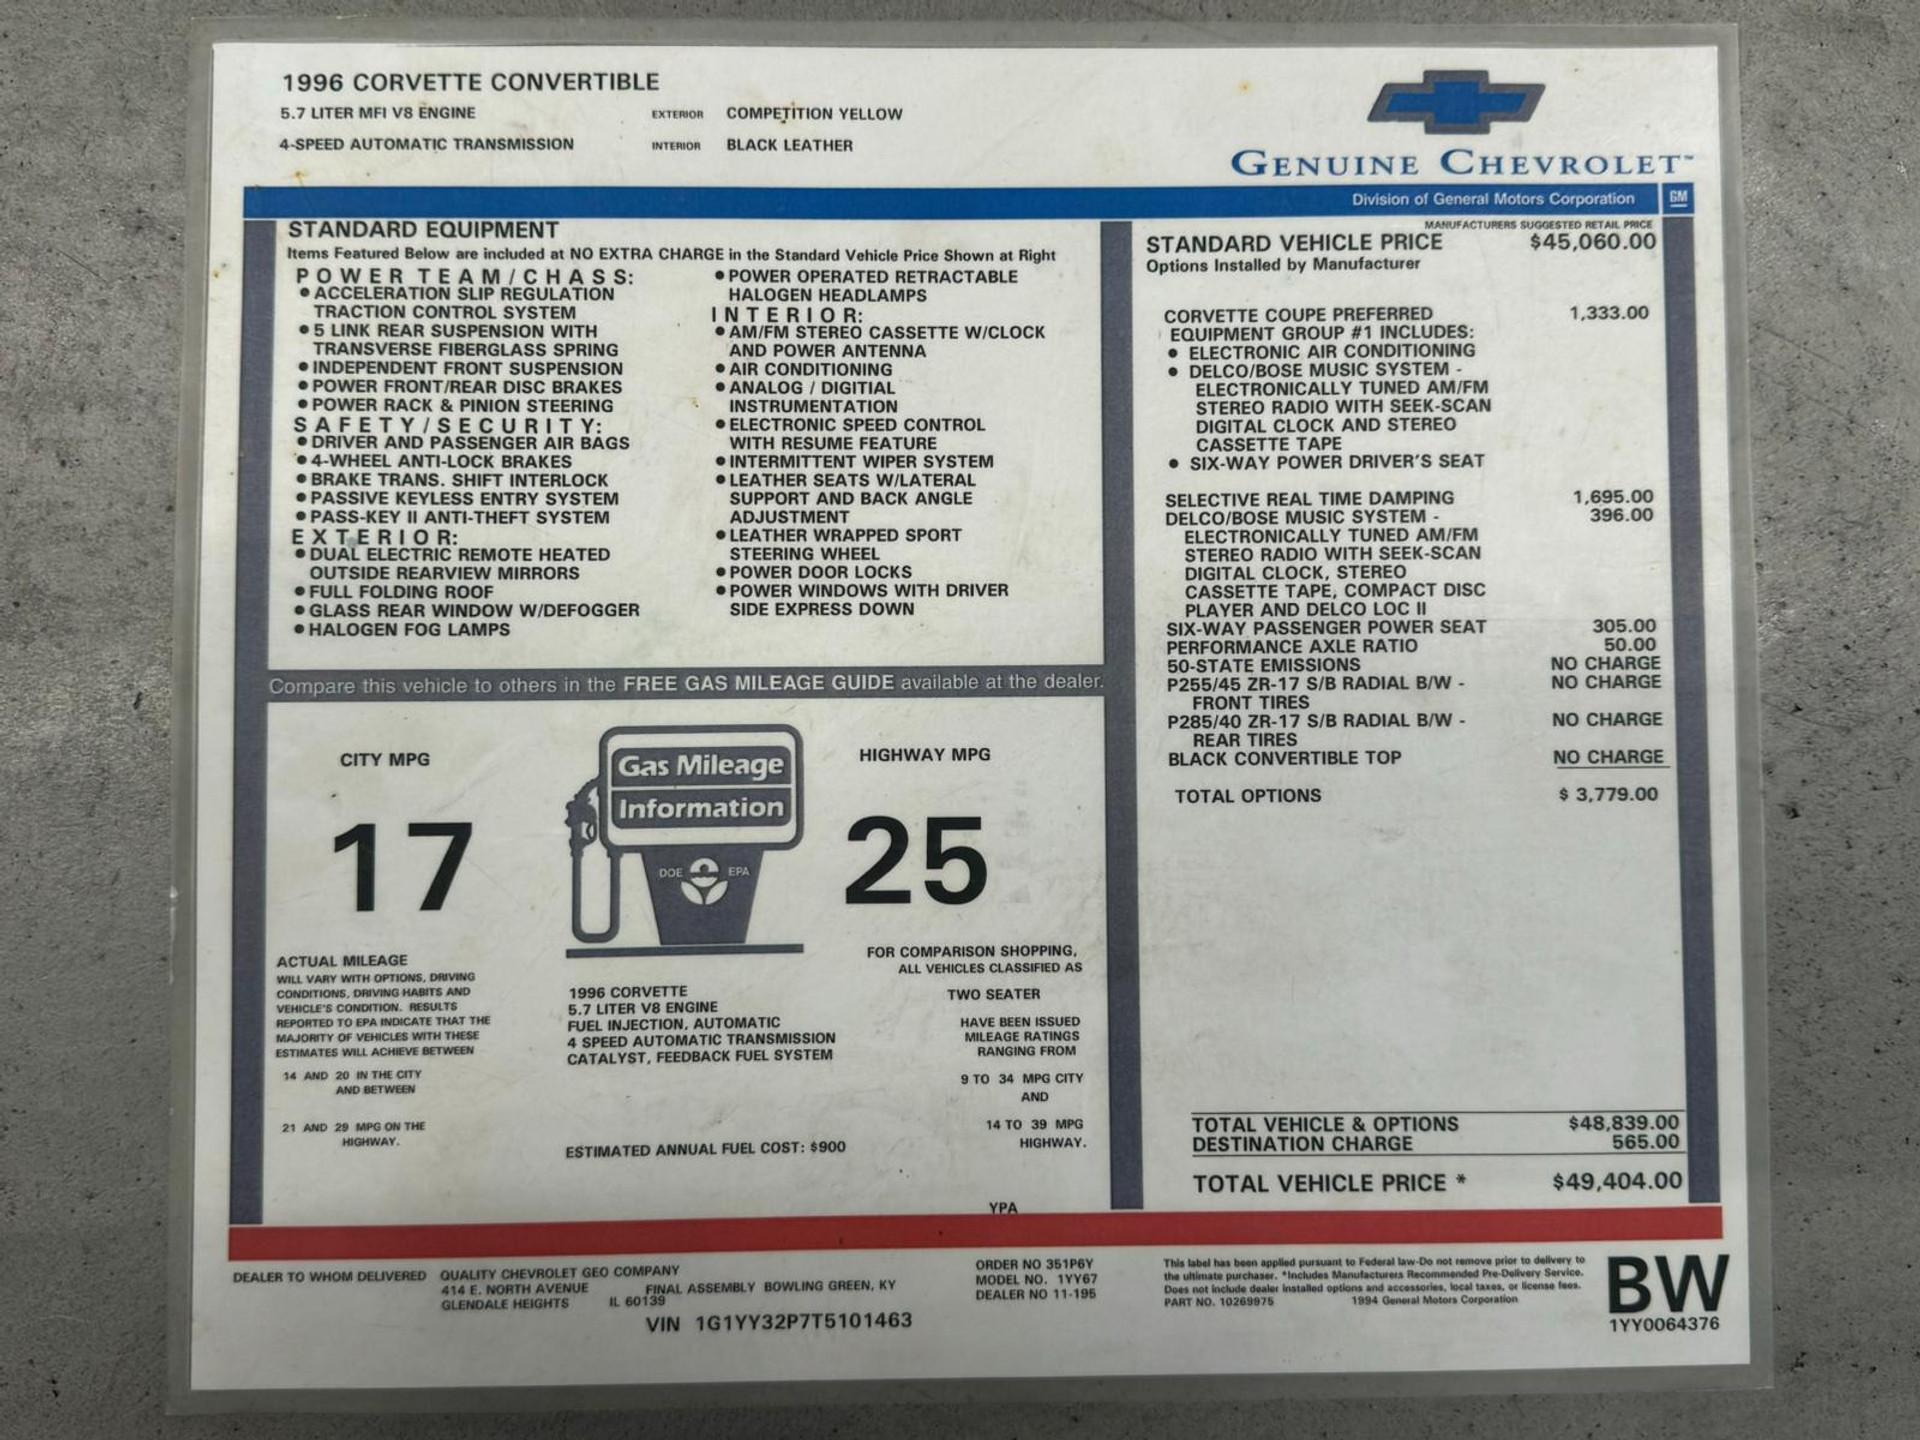 1996 CORVETTE CONVERTIBLE
5.7 LITER MFI V8 ENGINE
EXTERIOR COMPETITION YELLOW
4-SPEED AUTOMATIC TRANSMISSION
INTERIOR BLACK LEATHER
GENUINE CHEVROLET™
Division of General Motors Corporation
GM
STANDARD EQUIPMENT
Items Featured Below are included at NO EXTRA CHARGE in the Standard Vehicle Price Shown at Right
POWER TEAM/CHASS:
● ACCELERATION SLIP REGULATION
TRACTION CONTROL SYSTEM
● 5 LINK REAR SUSPENSION WITH
TRANSVERSE FIBERGLASS SPRING
● INDEPENDENT FRONT SUSPENSION
● POWER FRONT/REAR DISC BRAKES
● POWER RACK & PINION STEERING
SAFETY/SECURITY:
● DRIVER AND PASSENGER AIR BAGS
● 4-WHEEL ANTI-LOCK BRAKES
● BRAKE TRANS. SHIFT INTERLOCK
● PASSIVE KEYLESS ENTRY SYSTEM
● PASS-KEY II ANTI-THEFT SYSTEM
EXTERIOR:
● DUAL ELECTRIC REMOTE HEATED
OUTSIDE REARVIEW MIRRORS
● FULL FOLDING ROOF
● GLASS REAR WINDOW W/DEFOGGER
● HALOGEN FOG LAMPS
● POWER OPERATED RETRACTABLE
HALOGEN HEADLAMPS
INTERIOR:
● AM/FM STEREO CASSETTE W/CLOCK
AND POWER ANTENNA
● AIR CONDITIONING
● ANALOG / DIGITIAL
INSTRUMENTATION
● ELECTRONIC SPEED CONTROL
WITH RESUME FEATURE
● INTERMITTENT WIPER SYSTEM
● LEATHER SEATS W/LATERAL
SUPPORT AND BACK ANGLE
ADJUSTMENT
● LEATHER WRAPPED SPORT
STEERING WHEEL
● POWER DOOR LOCKS
● POWER WINDOWS WITH DRIVER
SIDE EXPRESS DOWN
MANUFACTURERS SUGGESTED RETAIL PRICE
STANDARD VEHICLE PRICE $45,060.00
Options Installed by Manufacturer
CORVETTE COUPE PREFERRED 1,333.00
EQUIPMENT GROUP #1 INCLUDES:
● ELECTRONIC AIR CONDITIONING
● DELCO/BOSE MUSIC SYSTEM -
ELECTRONICALLY TUNED AM/FM
STEREO RADIO WITH SEEK-SCAN
DIGITAL CLOCK AND STEREO
CASSETTE TAPE
● SIX-WAY POWER DRIVER'S SEAT
SELECTIVE REAL TIME DAMPING 1,695.00
DELCO/BOSE MUSIC SYSTEM - 396.00
ELECTRONICALLY TUNED AM/FM
STEREO RADIO WITH SEEK-SCAN
DIGITAL CLOCK, STEREO
CASSETTE TAPE, COMPACT DISC
PLAYER AND DELCO LOC II
SIX-WAY PASSENGER POWER SEAT 305.00
PERFORMANCE AXLE RATIO 50.00
50-STATE EMISSIONS NO CHARGE
P255/45 ZR-17 S/B RADIAL B/W - NO CHARGE
FRONT TIRES
P285/40 ZR-17 S/B RADIAL B/W - NO CHARGE
REAR TIRES
BLACK CONVERTIBLE TOP NO CHARGE
TOTAL OPTIONS $ 3,779.00
TOTAL VEHICLE & OPTIONS $48,839.00
DESTINATION CHARGE 565.00
TOTAL VEHICLE PRICE * $49,404.00
Compare this vehicle to others in the FREE GAS MILEAGE GUIDE available at the dealer.
CITY MPG
17
Gas Mileage
Information
DOE EPA
HIGHWAY MPG
25
ACTUAL MILEAGE
WILL VARY WITH OPTIONS, DRIVING
CONDITIONS, DRIVING HABITS AND
VEHICLE'S CONDITION. RESULTS
REPORTED TO EPA INDICATE THAT THE
MAJORITY OF VEHICLES WITH THESE
ESTIMATES WILL ACHIEVE BETWEEN
14 AND 20 IN THE CITY
AND BETWEEN
21 AND 29 MPG ON THE
HIGHWAY.
1996 CORVETTE
5.7 LITER V8 ENGINE
FUEL INJECTION, AUTOMATIC
4 SPEED AUTOMATIC TRANSMISSION
CATALYST, FEEDBACK FUEL SYSTEM
ESTIMATED ANNUAL FUEL COST: $900
FOR COMPARISON SHOPPING,
ALL VEHICLES CLASSIFIED AS
TWO SEATER
HAVE BEEN ISSUED
MILEAGE RATINGS
RANGING FROM
9 TO 34 MPG CITY
AND
14 TO 39 MPG
HIGHWAY.
YPA
DEALER TO WHOM DELIVERED QUALITY CHEVROLET GEO COMPANY
414 E. NORTH AVENUE
GLENDALE HEIGHTS IL 60139
FINAL ASSEMBLY BOWLING GREEN, KY
VIN 1G1YY32P7T5101463
ORDER NO 351P6Y
MODEL NO. 1YY67
DEALER NO 11-195
This label has been applied pursuant to Federal law-Do not remove prior to delivery to
the ultimate purchaser. *Includes Manufacturers Recommended Pre-Delivery Service.
Does not include dealer installed options and accessories, local taxes, or license fees.
PART NO. 10269975 1994 General Motors Corporation
BW
1YY0064376